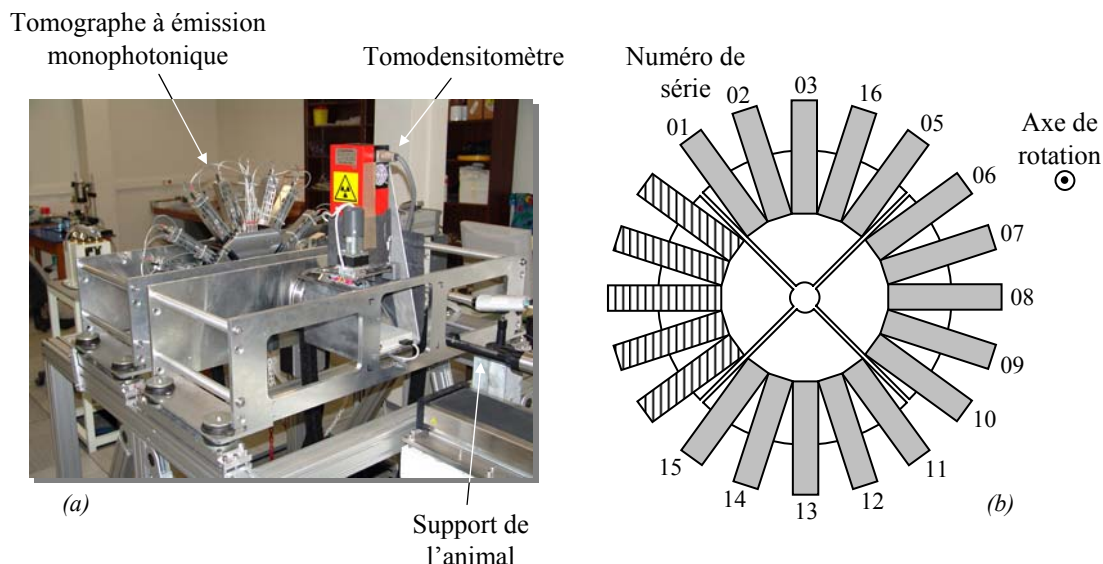 Tomographe à émission
monophotonique
Tomodensitomètre
Support de
l'animal
(a)
Numéro de
série
01
02
03
16
05
06
07
08
09
10
11
12
13
14
15
Axe de
rotation
(b)